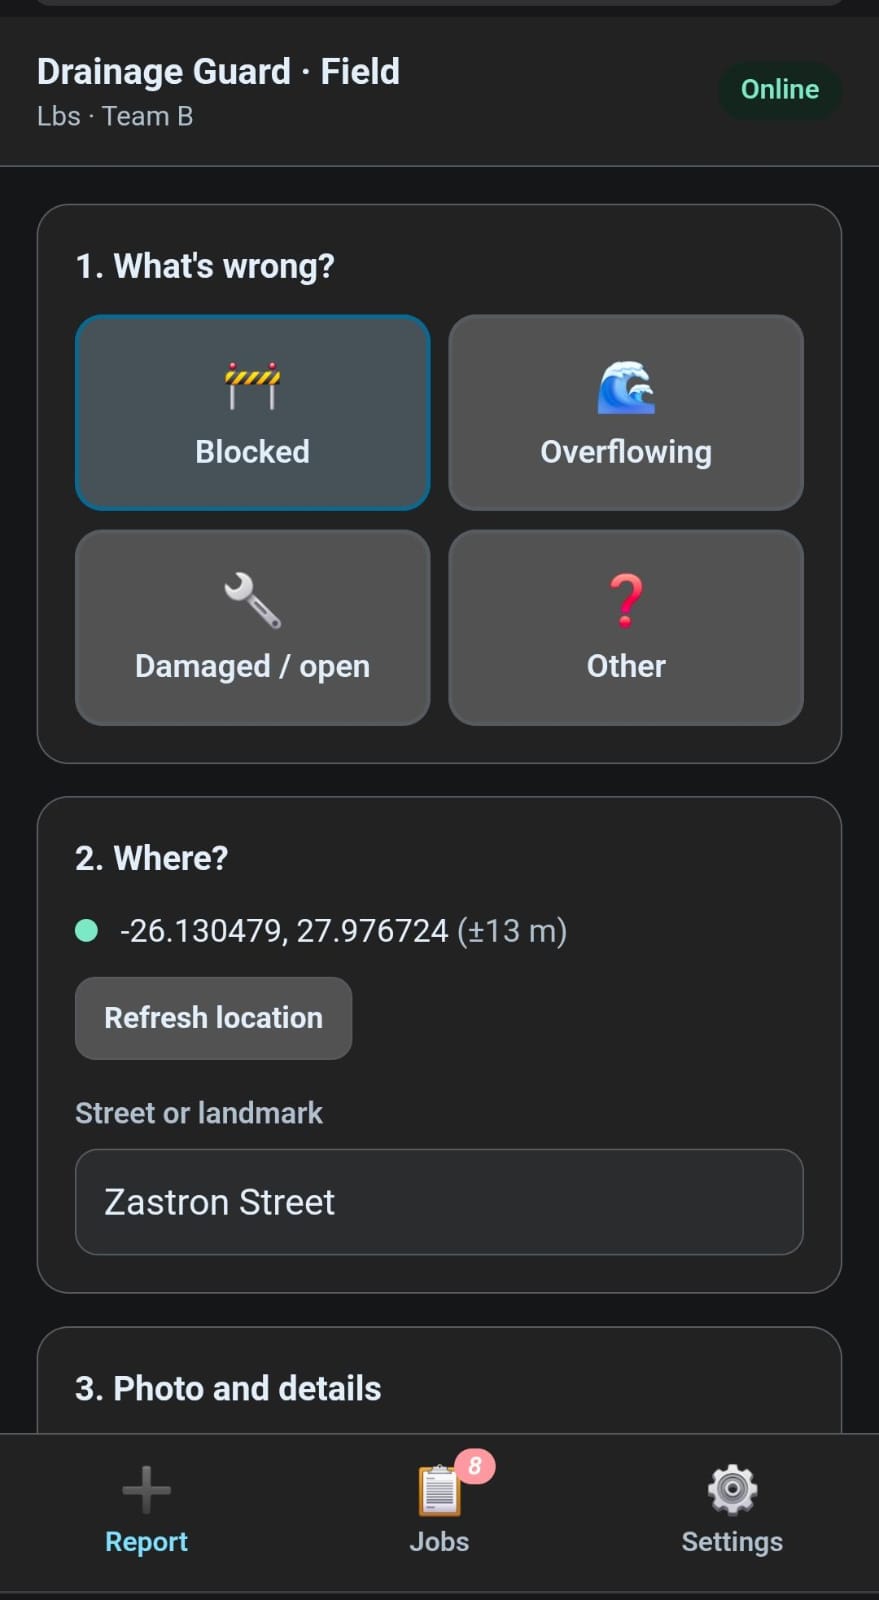 Drainage Guard · Field
Lbs · Team B
Online
1. What's wrong?
Blocked
Overflowing
Damaged / open
Other
2. Where?
-26.130479, 27.976724 (±13 m)
Refresh location
Street or landmark
Zastron Street
3. Photo and details
8
Report
Jobs
Settings